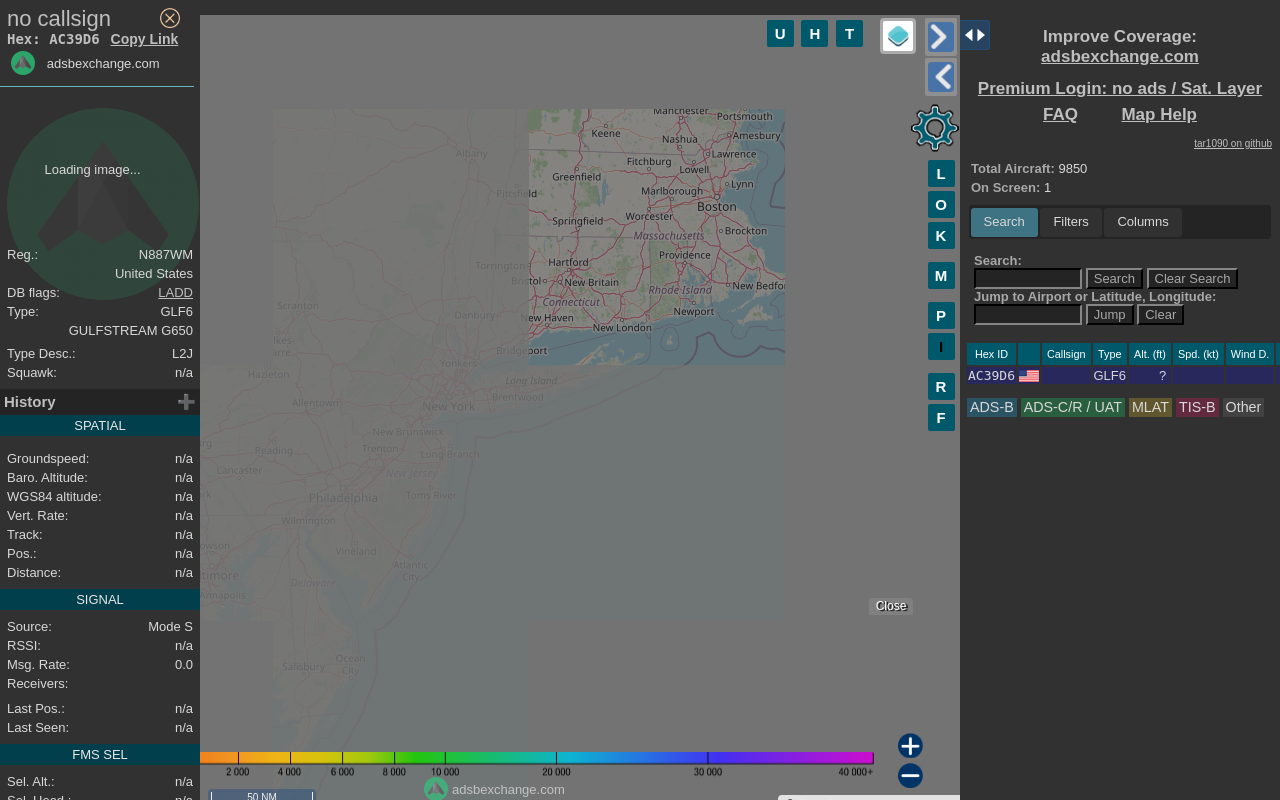 no callsign
Hex: AC39D6 Copy Link
adsbexchange.com
Loading image...
Reg.: N887WM
United States
DB flags: LADD
Type: GLF6
GULFSTREAM G650
Type Desc.: L2J
Squawk: n/a
History
SPATIAL
Groundspeed: n/a
Baro. Altitude: n/a
WGS84 altitude: n/a
Vert. Rate: n/a
Track: n/a
Pos.: n/a
Distance: n/a
SIGNAL
Source: Mode S
RSSI: n/a
Msg. Rate: 0.0
Receivers:
Last Pos.: n/a
Last Seen: n/a
FMS SEL
Sel. Alt.: n/a
Sel. Head.: n/a
U H T
L
O
K
M
P
I
R
F
Manchester
Portsmouth
Keene
Nashua
Amesbury
Albany
Fitchburg
Lawrence
Lowell
Greenfield
Pittsfield
Marlborough
Lynn
Worcester
Boston
Springfield
Brockton
Massachusetts
Providence
Hartford
Torrington
Bristol
New Britain
Rhode Island
New Bedfor
Connecticut
Newport
Scranton
Danbury
New Haven
New London
Bridgeport
Yonkers
Hazleton
Long Island
Brentwood
Allentown
New York
New Brunswick
Reading
Trenton
Long Branch
Lancaster
New Jersey
Philadelphia
Toms River
Wilmington
Vineland
Atlantic
City
timore
Delaware
Annapolis
Ocean
City
Salisbury
Close
2 000 4 000 6 000 8 000 10 000 20 000 30 000 40 000+
adsbexchange.com
50 NM
Improve Coverage:
adsbexchange.com
Premium Login: no ads / Sat. Layer
FAQ Map Help
tar1090 on github
Total Aircraft: 9850
On Screen: 1
Search Filters Columns
Search:
Search Clear Search
Jump to Airport or Latitude, Longitude:
Jump Clear
Hex ID Callsign Type Alt. (ft) Spd. (kt) Wind D.
AC39D6 GLF6 ?
ADS-B ADS-C/R / UAT MLAT TIS-B Other